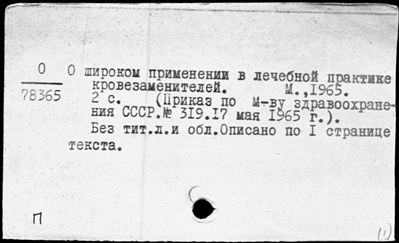 О
78365
О широком применении в лечебной практике
кровезаменителей. М.,1965.
2 с. (Приказ по М-ву здравоохране-
ния СССР.№ 319.17 мая 1965 г.).
Без тит.л.и обл.Описано по I странице
текста.
П
(1)